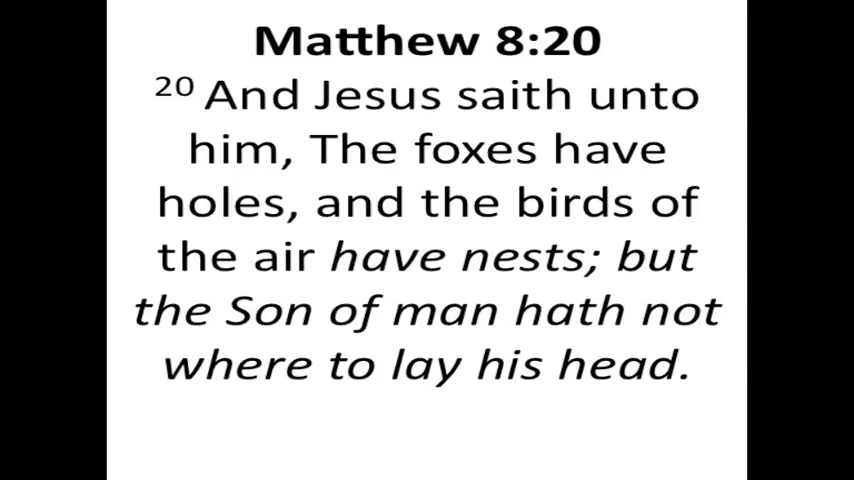 Matthew 8:20
20 And Jesus saith unto
him, The foxes have
holes, and the birds of
the air have nests; but
the Son of man hath not
where to lay his head.